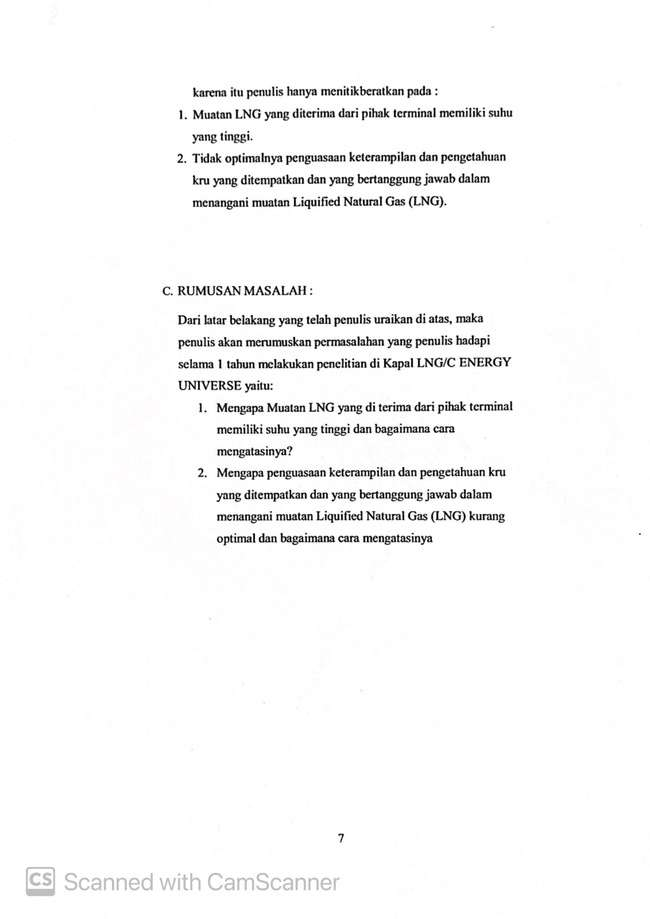 karena itu penulis hanya menitikberatkan pada :
1. Muatan LNG yang diterima dari pihak terminal memiliki suhu
yang tinggi.
2. Tidak optimalnya penguasaan keterampilan dan pengetahuan
kru yang ditempatkan dan yang bertanggung jawab dalam
menangani muatan Liquified Natural Gas (LNG).
C. RUMUSAN MASALAH :
Dari latar belakang yang telah penulis uraikan di atas, maka
penulis akan merumuskan permasalahan yang penulis hadapi
selama 1 tahun melakukan penelitian di Kapal LNG/C ENERGY
UNIVERSE yaitu:
1. Mengapa Muatan LNG yang di terima dari pihak terminal
memiliki suhu yang tinggi dan bagaimana cara
mengatasinya?
2. Mengapa penguasaan keterampilan dan pengetahuan kru
yang ditempatkan dan yang bertanggung jawab dalam
menangani muatan Liquified Natural Gas (LNG) kurang
optimal dan bagaimana cara mengatasinya
7
CS Scanned with CamScanner